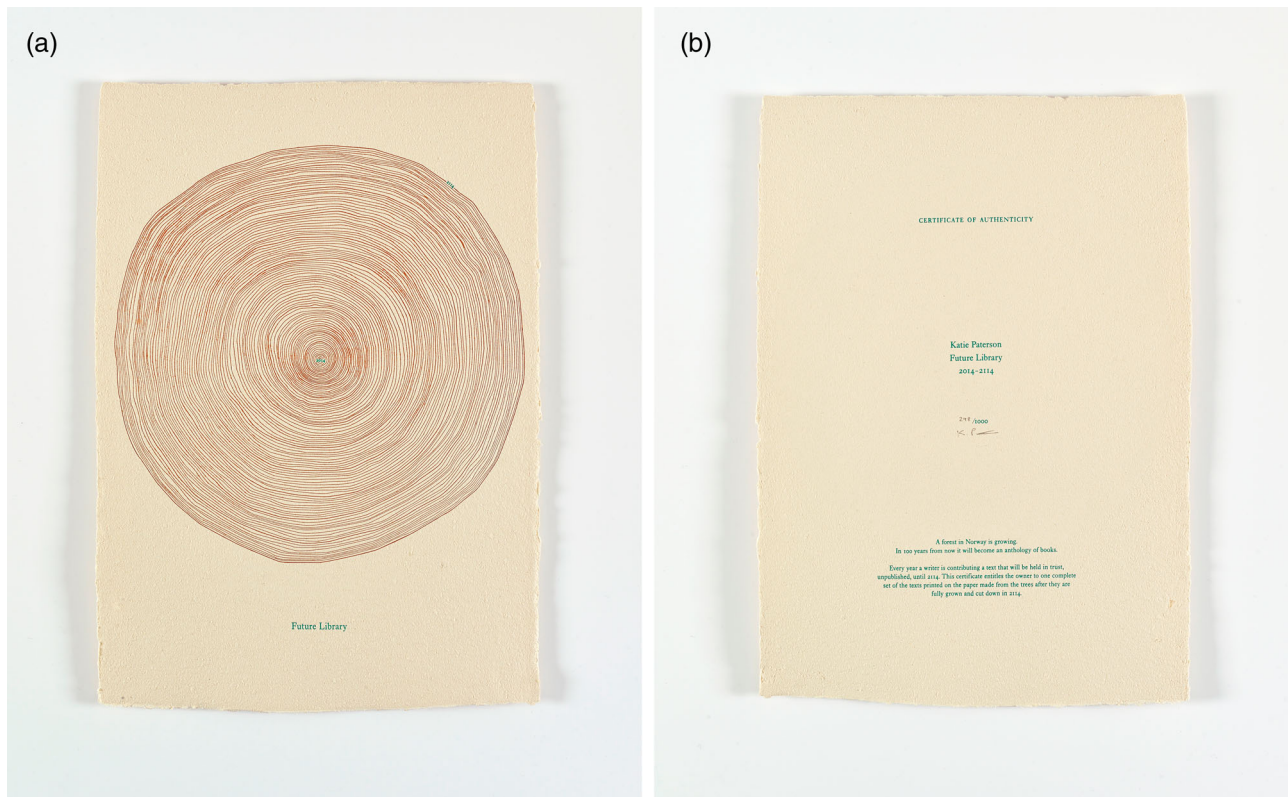 (a)
Future Library
(b)
CERTIFICATE OF AUTHENTICITY
Katie Paterson
Future Library
2014–2114
/1000
A forest in Norway is growing.
In 100 years from now it will become an anthology of books.
Every year a writer is contributing a text that will be held in trust,
unpublished, until 2114. This certificate entitles the owner to one complete
set of the texts printed on the paper made from the trees after they are
fully grown and cut down in 2114.